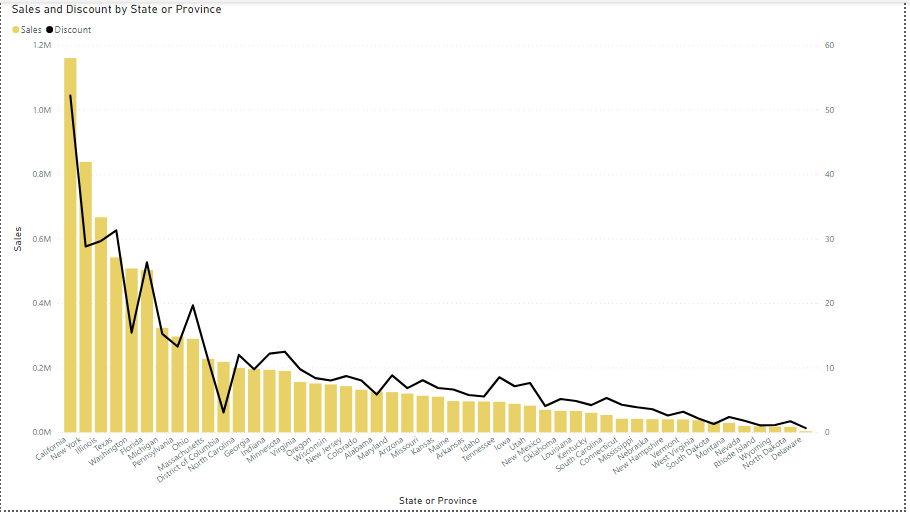 Sales and Discount by State or Province
Sales Discount
1.2M
1.0M
0.8M
0.6M
0.4M
0.2M
0.0M
Sales
60
50
40
30
20
10
0
California
New York
Illinois
Texas
Washington
Florida
Michigan
Pennsylvania
Ohio
Massachusetts
District of Columbia
North Carolina
Georgia
Indiana
Minnesota
Virginia
Oregon
Wisconsin
New Jersey
Colorado
Alabama
Maryland
Arizona
Missouri
Kansas
Maine
Arkansas
Idaho
Tennessee
Iowa
Utah
New Mexico
Oklahoma
Louisiana
Kentucky
South Carolina
Connecticut
Mississippi
Nebraska
New Hampshire
Vermont
West Virginia
South Dakota
Montana
Nevada
Rhode Island
Wyoming
North Dakota
Delaware
State or Province